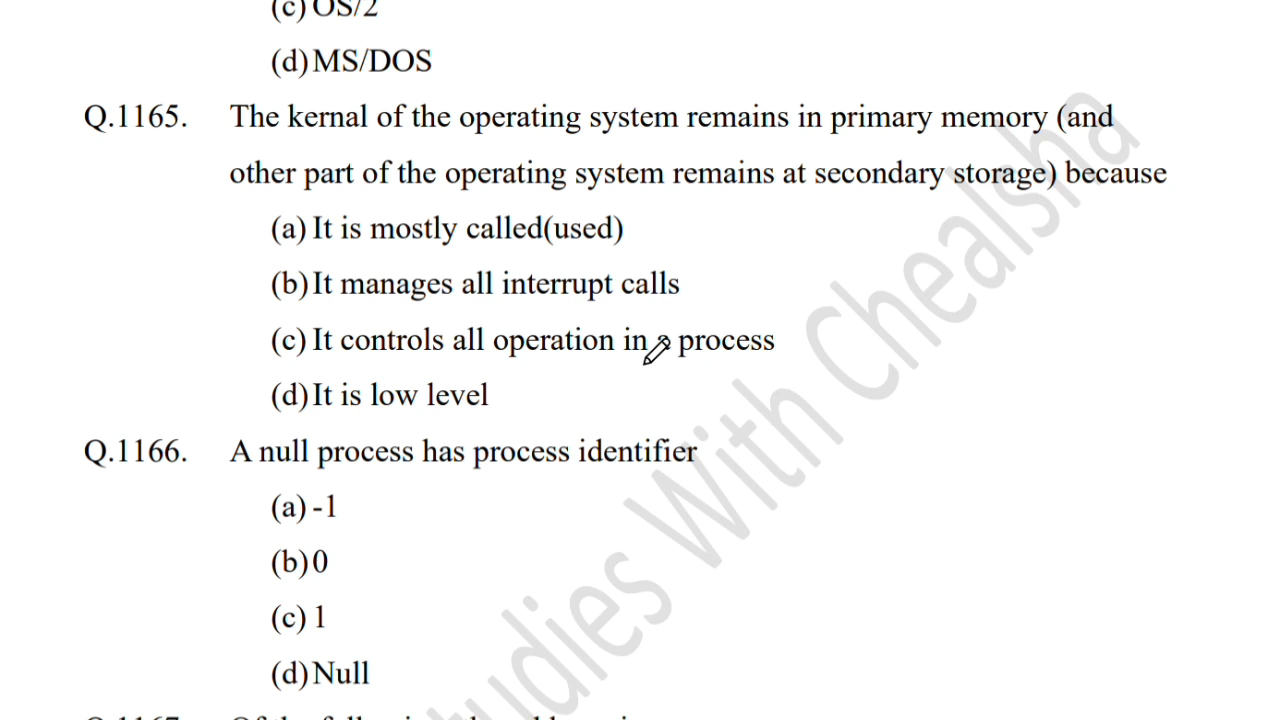 (c) OS/2
(d) MS/DOS
Q.1165. The kernal of the operating system remains in primary memory (and
other part of the operating system remains at secondary storage) because
(a) It is mostly called(used)
(b) It manages all interrupt calls
(c) It controls all operation in process
(d) It is low level
Q.1166. A null process has process identifier
(a) -1
(b) 0
(c) 1
(d) Null
With Chealsha